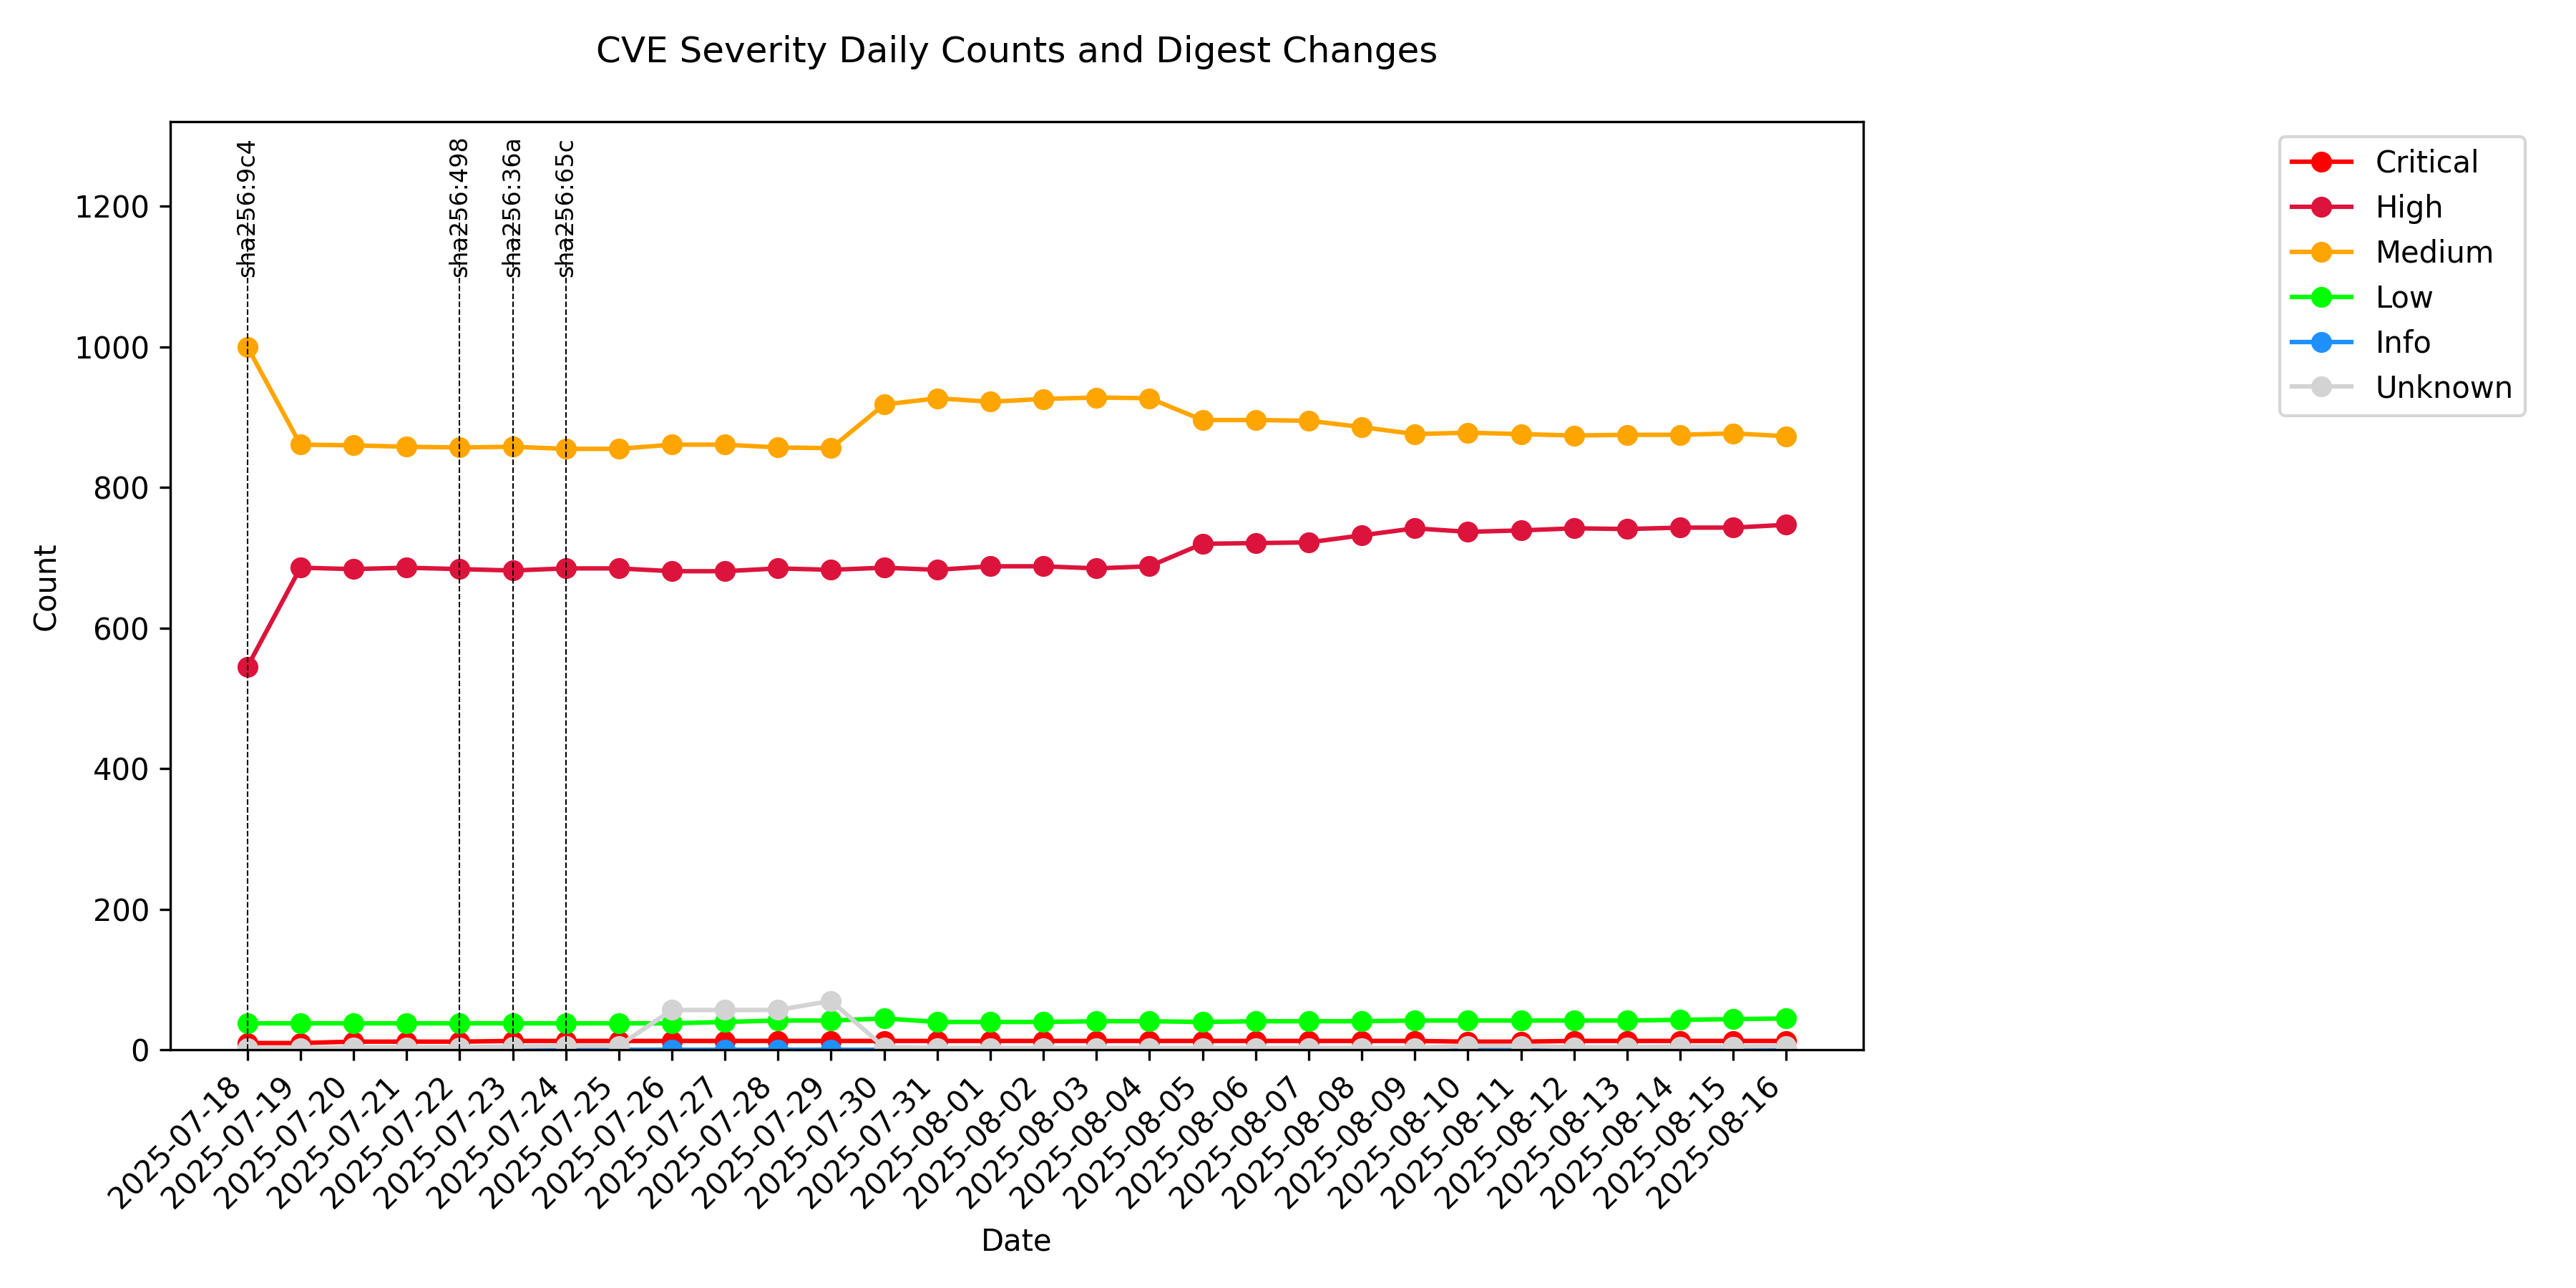 CVE Severity Daily Counts and Digest Changes
sha256:9c4
sha256:498
sha256:36a
sha256:65c
Critical
High
Medium
Low
Info
Unknown
1200
1000
800
600
400
200
0
Count
2025-07-18
2025-07-19
2025-07-20
2025-07-21
2025-07-22
2025-07-23
2025-07-24
2025-07-25
2025-07-26
2025-07-27
2025-07-28
2025-07-29
2025-07-30
2025-07-31
2025-08-01
2025-08-02
2025-08-03
2025-08-04
2025-08-05
2025-08-06
2025-08-07
2025-08-08
2025-08-09
2025-08-10
2025-08-11
2025-08-12
2025-08-13
2025-08-14
2025-08-15
2025-08-16
Date